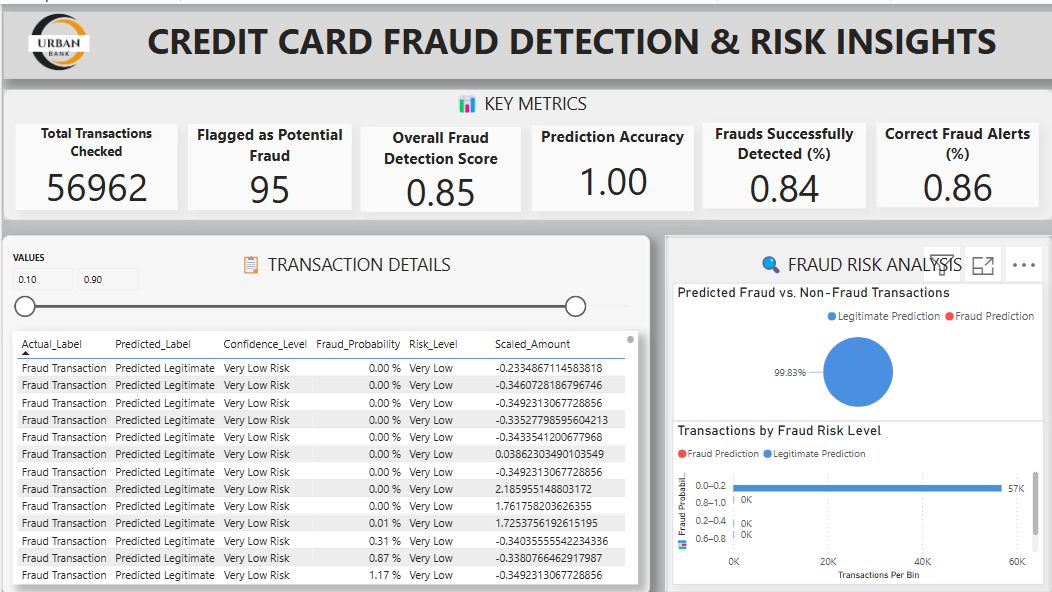 URBAN
BANK
CREDIT CARD FRAUD DETECTION & RISK INSIGHTS
KEY METRICS
Total Transactions
Checked
56962
Flagged as Potential
Fraud
95
Overall Fraud
Detection Score
0.85
Prediction Accuracy
1.00
Frauds Successfully
Detected (%)
0.84
Correct Fraud Alerts
(%)
0.86
VALUES
0.10 0.90
TRANSACTION DETAILS
Actual_Label Predicted_Label Confidence_Level Fraud_Probability Risk_Level Scaled_Amount
Fraud Transaction Predicted Legitimate Very Low Risk 0.00 % Very Low -0.2334867114583818
Fraud Transaction Predicted Legitimate Very Low Risk 0.00 % Very Low -0.3460728186796746
Fraud Transaction Predicted Legitimate Very Low Risk 0.00 % Very Low -0.3492313067728856
Fraud Transaction Predicted Legitimate Very Low Risk 0.00 % Very Low -0.33527798595604213
Fraud Transaction Predicted Legitimate Very Low Risk 0.00 % Very Low -0.3433541200677968
Fraud Transaction Predicted Legitimate Very Low Risk 0.00 % Very Low 0.03862303490103549
Fraud Transaction Predicted Legitimate Very Low Risk 0.00 % Very Low -0.3492313067728856
Fraud Transaction Predicted Legitimate Very Low Risk 0.00 % Very Low 2.185955148803172
Fraud Transaction Predicted Legitimate Very Low Risk 0.00 % Very Low 1.761758203626355
Fraud Transaction Predicted Legitimate Very Low Risk 0.01 % Very Low 1.7253756192615195
Fraud Transaction Predicted Legitimate Very Low Risk 0.31 % Very Low -0.34035555542234336
Fraud Transaction Predicted Legitimate Very Low Risk 0.87 % Very Low -0.3380766462917987
Fraud Transaction Predicted Legitimate Very Low Risk 1.17 % Very Low -0.3492313067728856
FRAUD RISK ANALYSIS
Predicted Fraud vs. Non-Fraud Transactions
Legitimate Prediction Fraud Prediction
99.83%
Transactions by Fraud Risk Level
Fraud Prediction Legitimate Prediction
Fraud Probabil...
0.0–0.2 57K
0.8–1.0 0K
0.2–0.4 0K
0.6–0.8 0K
0K 20K 40K 60K
Transactions Per Bin